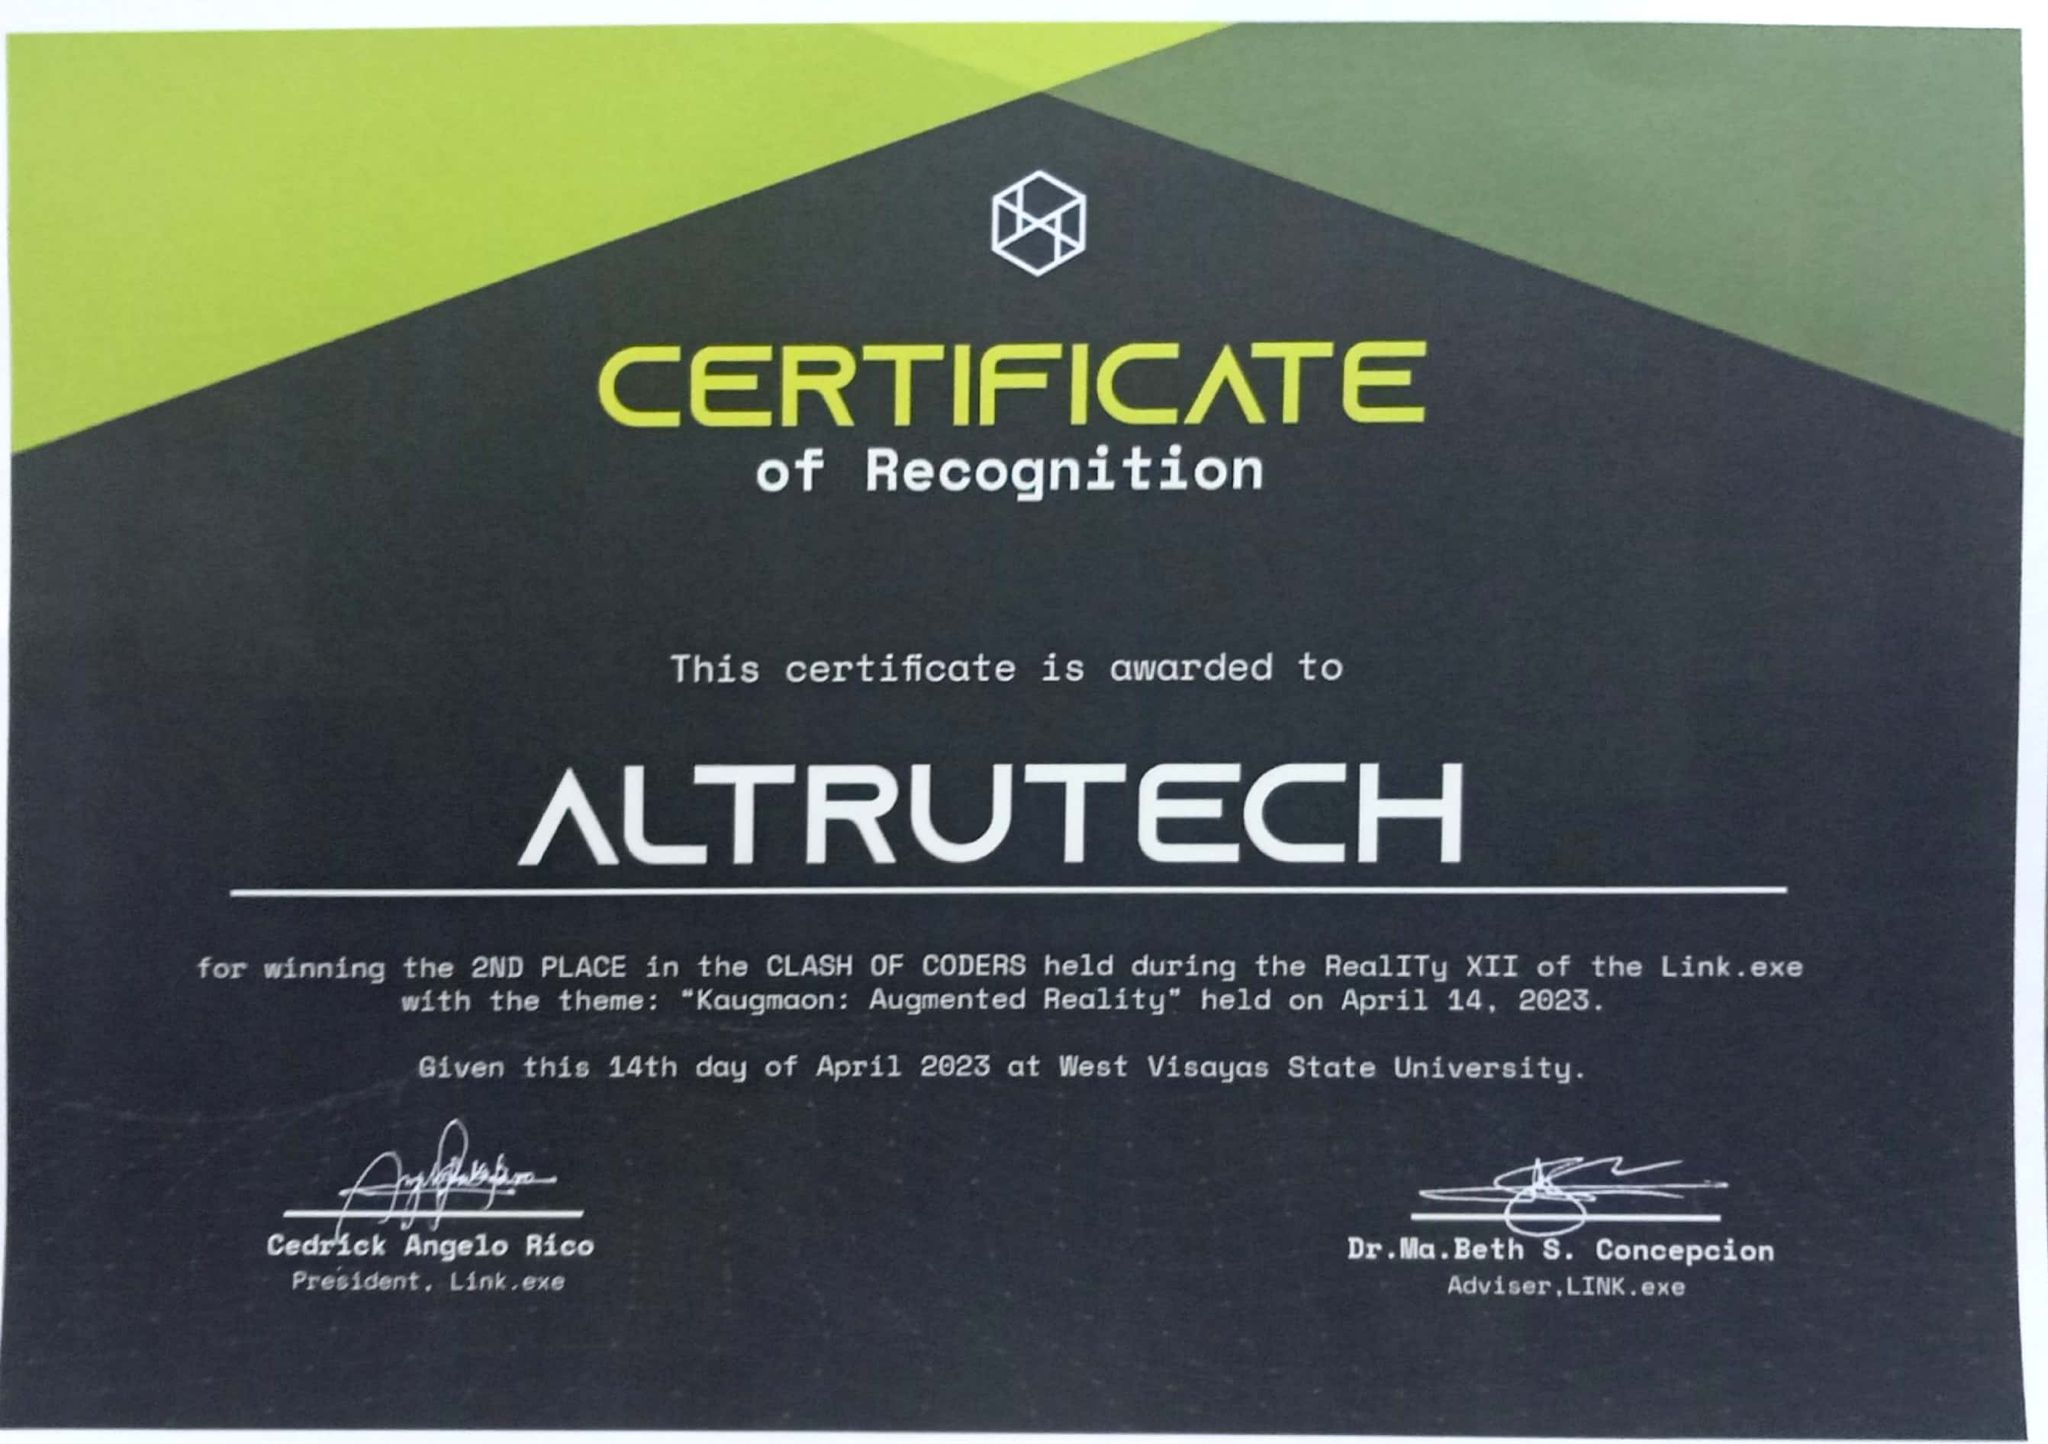 CERTIFICATE
of Recognition
This certificate is awarded to
ALTRUTECH
for winning the 2ND PLACE in the CLASH OF CODERS held during the RealITy XII of the Link.exe
with the theme: “Kaugmaon: Augmented Reality” held on April 14, 2023.
Given this 14th day of April 2023 at West Visayas State University.
Cedrick Angelo Rico
President, Link.exe
Dr.Ma.Beth S. Concepcion
Adviser,LINK.exe